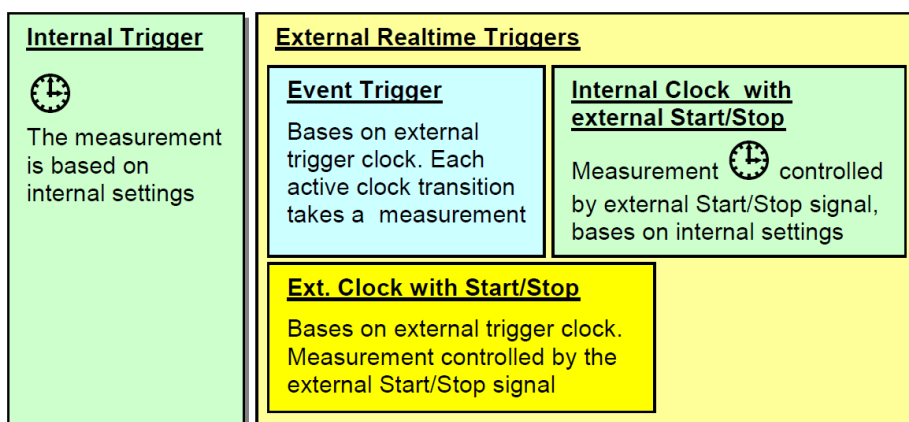 Internal Trigger
The measurement
is based on
internal settings
External Realtime Triggers
Event Trigger
Bases on external
trigger clock. Each
active clock transition
takes a  measurement
Internal Clock  with
external Start/Stop
Measurement controlled
by external Start/Stop signal,
bases on internal settings
Ext. Clock with Start/Stop
Bases on external trigger clock.
Measurement controlled by the
external Start/Stop signal